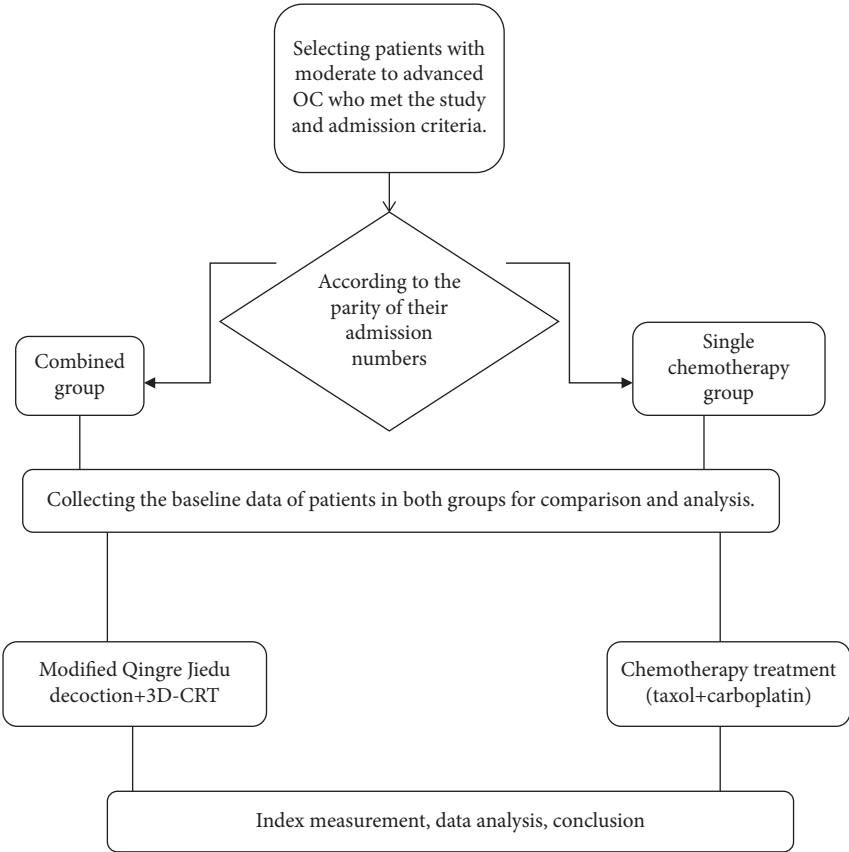 Selecting patients with
moderate to advanced
OC who met the study
and admission criteria.
According to the
parity of their
admission
numbers
Combined
group
Single
chemotherapy
group
Collecting the baseline data of patients in both groups for comparison and analysis.
Modified Qingre Jiedu
decoction+3D-CRT
Chemotherapy treatment
(taxol+carboplatin)
Index measurement, data analysis, conclusion